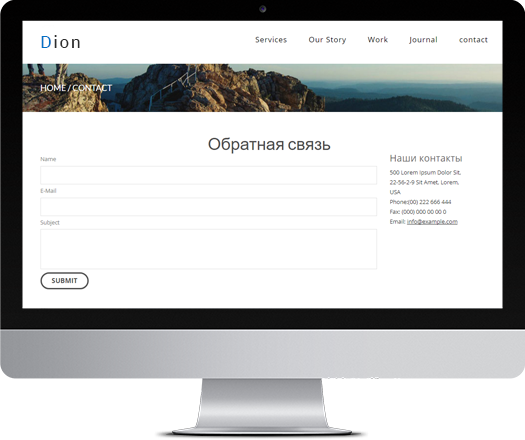 Dion
Services Our Story Work Journal contact
HOME / CONTACT
Обратная связь
Name
E-Mail
Subject
SUBMIT
Наши контакты
500 Lorem Ipsum Dolor Sit,
22-56-2-9 Sit Amet, Lorem,
USA
Phone:(00) 222 666 444
Fax: (000) 000 00 00 0
Email: info@example.com